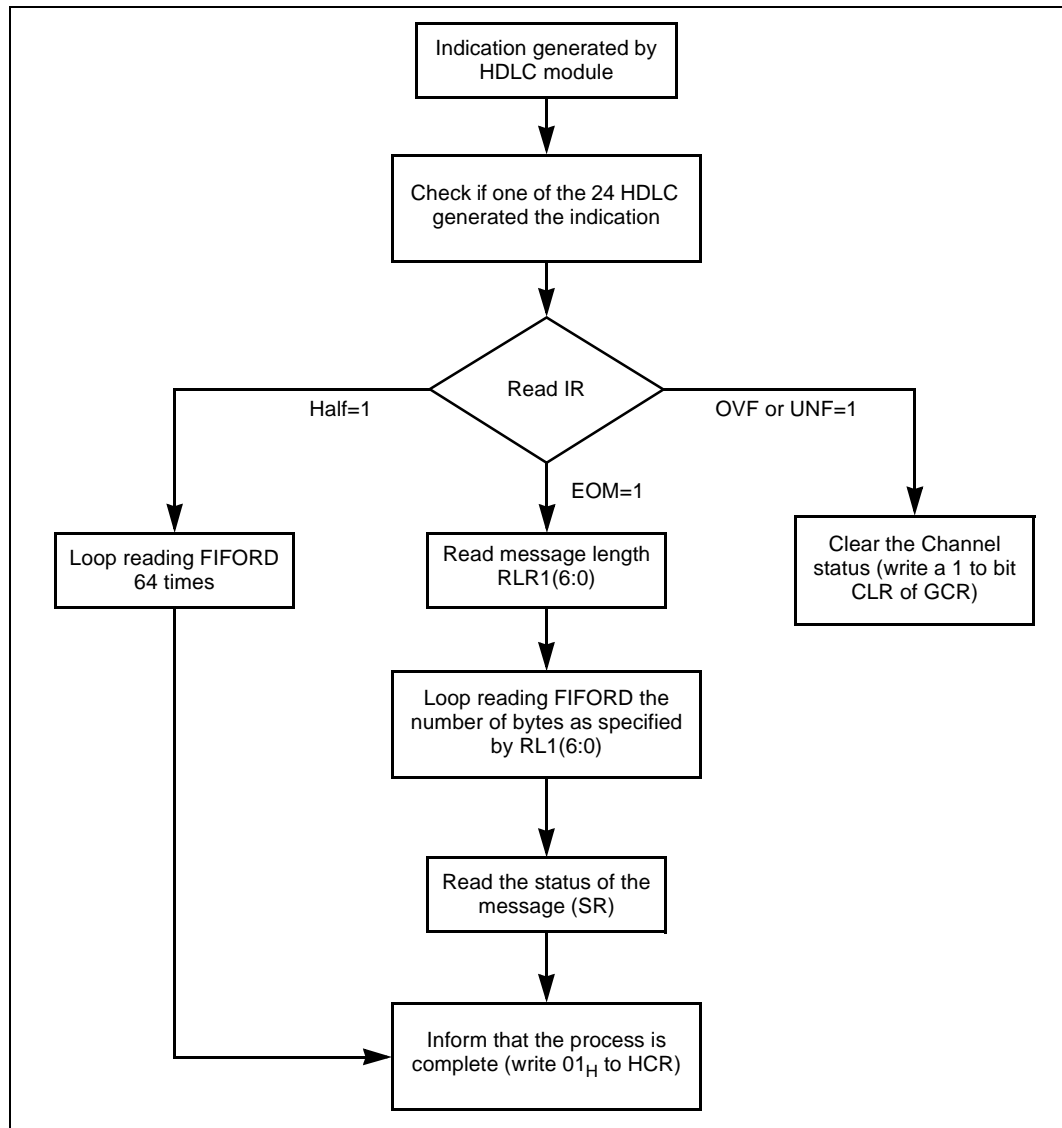 Indication generated by
HDLC module
Check if one of the 24 HDLC
generated the indication
Read IR
Half=1
OVF or UNF=1
EOM=1
Loop reading FIFORD
64 times
Read message length
RLR1(6:0)
Clear the Channel
status (write a 1 to bit
CLR of GCR)
Loop reading FIFORD the
number of bytes as specified
by RL1(6:0)
Read the status of the
message (SR)
Inform that the process is
complete (write 01H to HCR)